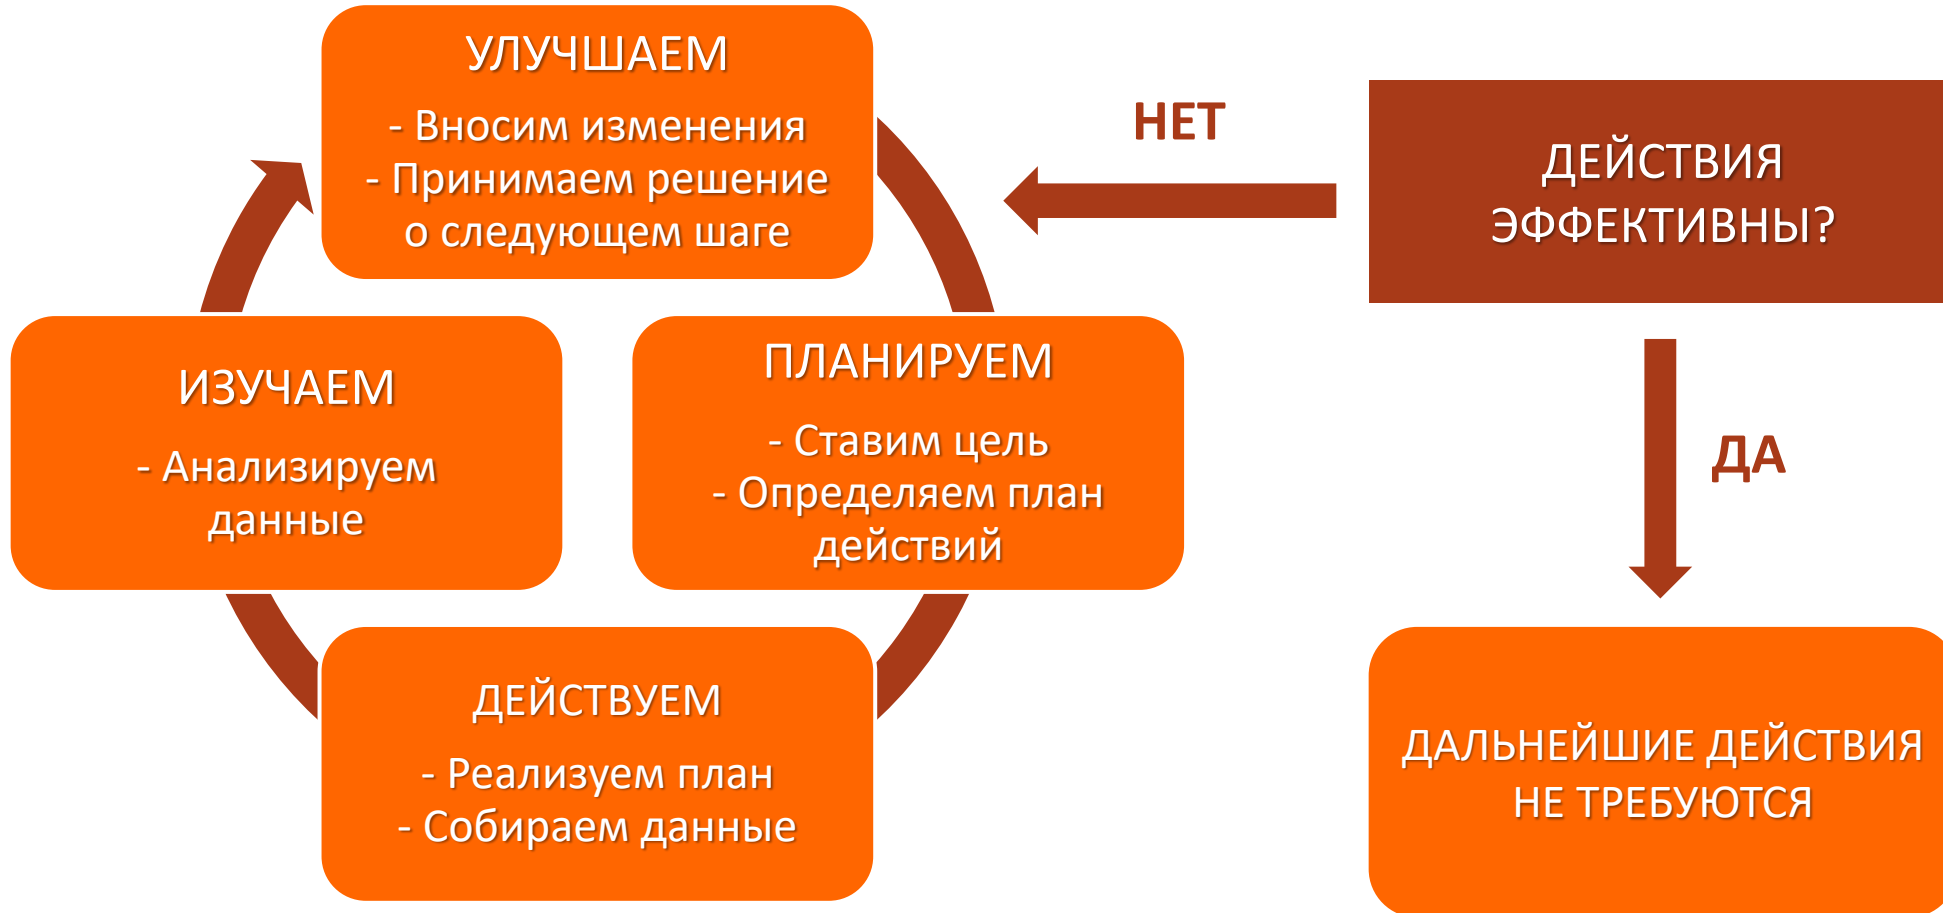 УЛУЧШАЕМ
- Вносим изменения
- Принимаем решение
о следующем шаге
НЕТ
ДЕЙСТВИЯ
ЭФФЕКТИВНЫ?
ИЗУЧАЕМ
- Анализируем
данные
ПЛАНИРУЕМ
- Ставим цель
- Определяем план
действий
ДА
ДЕЙСТВУЕМ
- Реализуем план
- Собираем данные
ДАЛЬНЕЙШИЕ ДЕЙСТВИЯ
НЕ ТРЕБУЮТСЯ